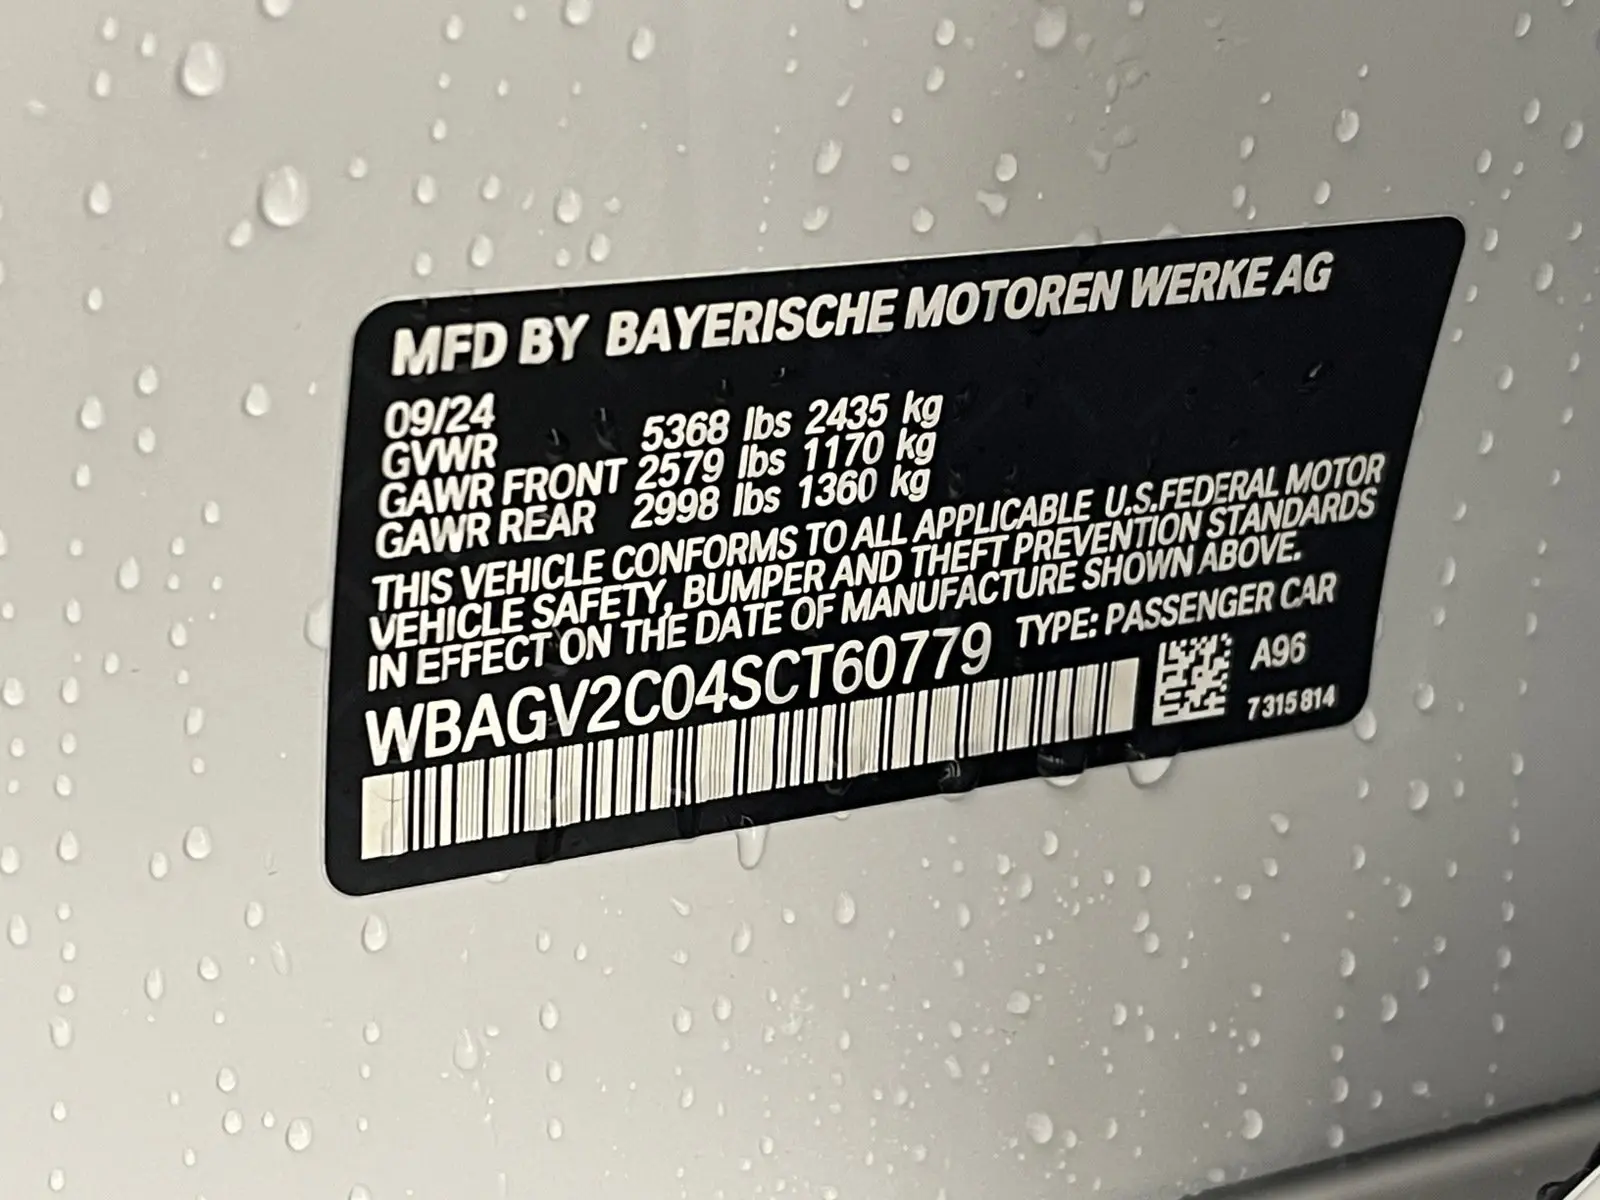 MFD BY BAYERISCHE MOTOREN WERKE AG
09/24
GVWR 5368 lbs 2435 kg
GAWR FRONT 2579 lbs 1170 kg
GAWR REAR 2998 lbs 1360 kg
THIS VEHICLE CONFORMS TO ALL APPLICABLE U.S.FEDERAL MOTOR
VEHICLE SAFETY, BUMPER AND THEFT PREVENTION STANDARDS
IN EFFECT ON THE DATE OF MANUFACTURE SHOWN ABOVE.
WBAGV2C04SCT60779 TYPE: PASSENGER CAR
A96
7 315 814